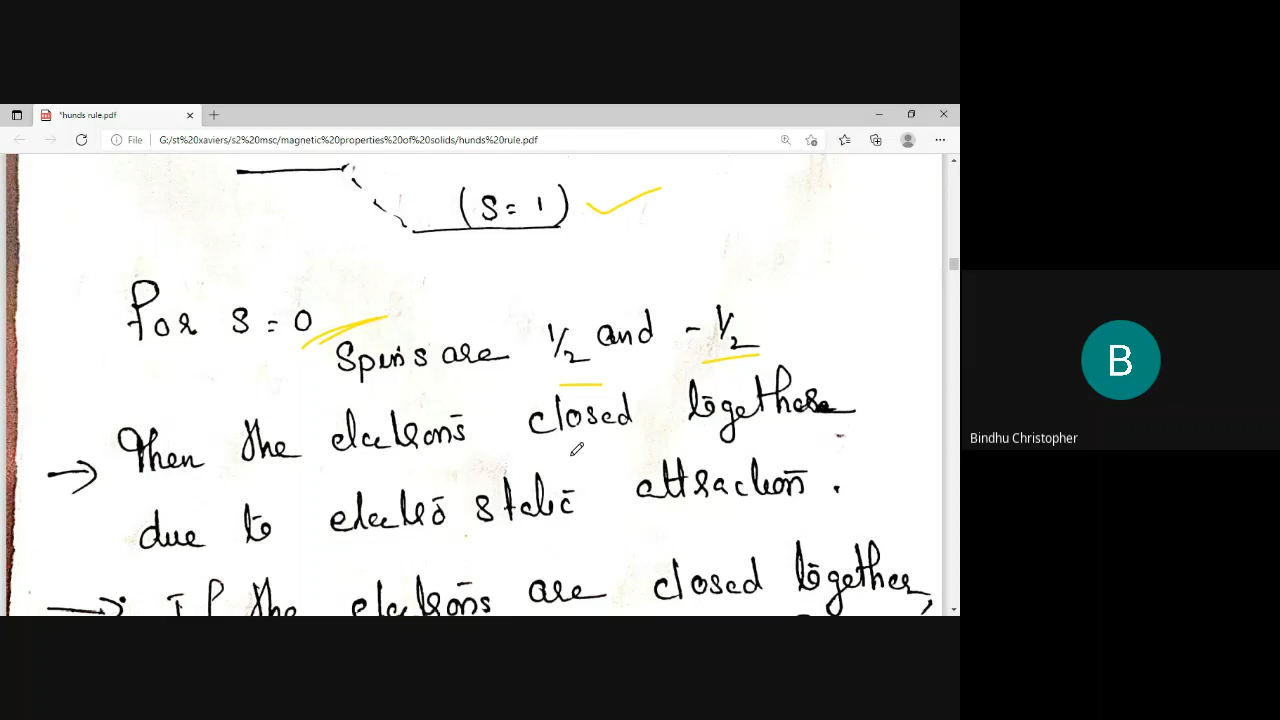 *hunds rule.pdf
File G:/st%20xaviers/s2%20msc/magnetic%20properties%20of%20solids/hunds%20rule.pdf
(S = 1)
For S = 0
Spins are 1/2 and - 1/2
→ Then the electrons closed together
due to electro static attraction.
→ If the electrons are closed together,
B
Bindhu Christopher